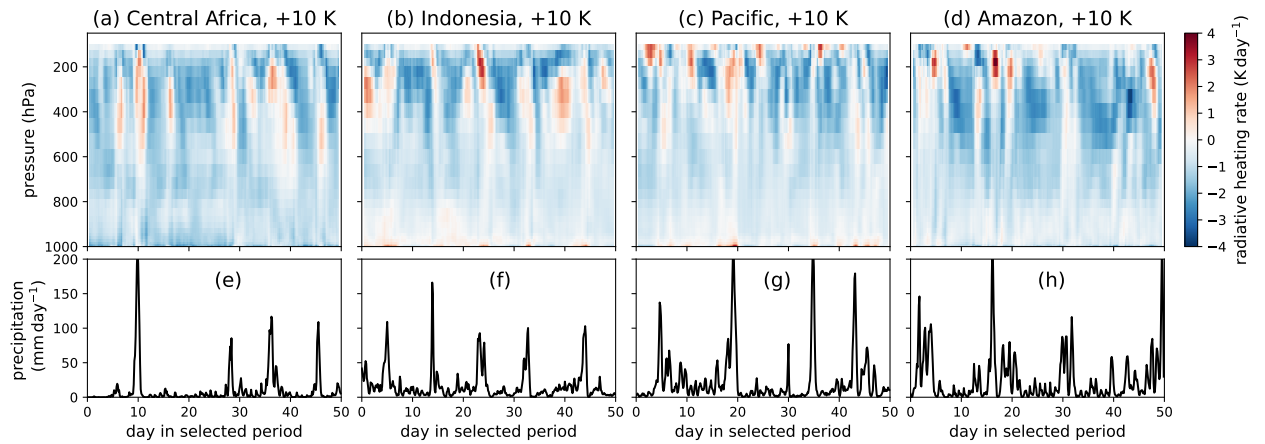 (a) Central Africa, +10 K
(b) Indonesia, +10 K
(c) Pacific, +10 K
(d) Amazon, +10 K
pressure (hPa)
200
400
600
800
1000
4
3
2
1
0
−1
−2
−3
−4
radiative heating rate (K day⁻¹)
precipitation
(mm day⁻¹)
200
150
100
50
0
(e)
(f)
(g)
(h)
0 10 20 30 40 50
0 10 20 30 40 50
0 10 20 30 40 50
0 10 20 30 40 50
day in selected period
day in selected period
day in selected period
day in selected period